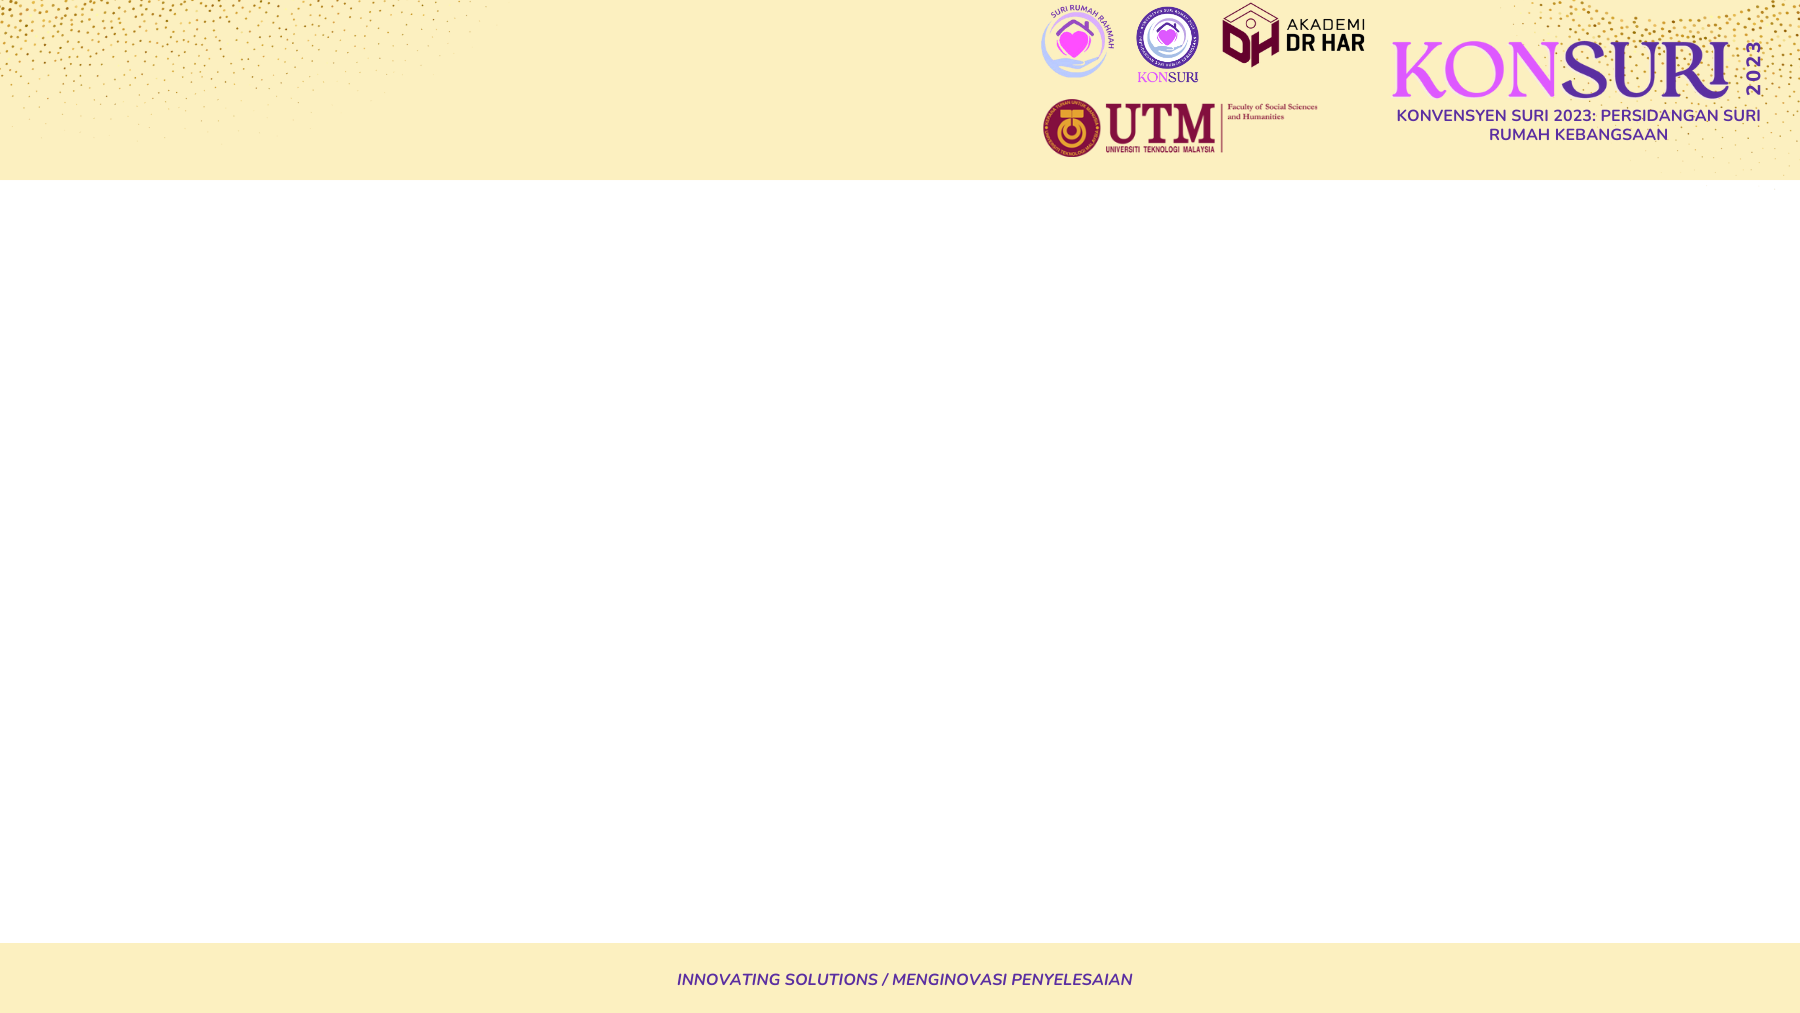 SURI RUMAH RAHMAH
KONSURI
AKADEMI
DR HAR
UTM
UNIVERSITI TEKNOLOGI MALAYSIA
Faculty of Social Sciences
and Humanities
KONSURI
2023
KONVENSYEN SURI 2023: PERSIDANGAN SURI
RUMAH KEBANGSAAN
INNOVATING SOLUTIONS / MENGINOVASI PENYELESAIAN